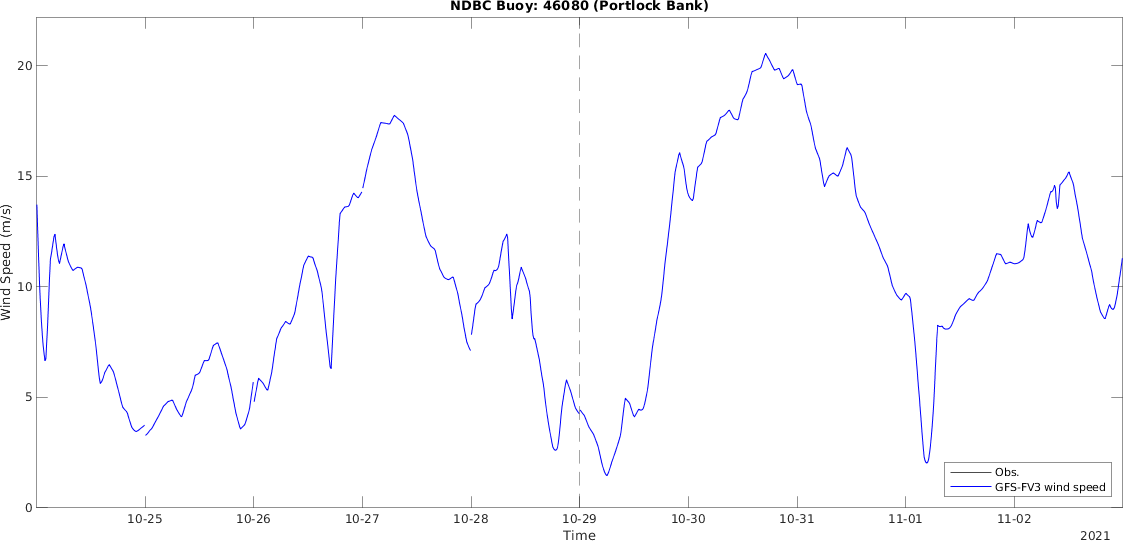 NDBC Buoy: 46080 (Portlock Bank)
Wind Speed (m/s)
20
15
10
5
0
10-25 10-26 10-27 10-28 10-29 10-30 10-31 11-01 11-02
Time
2021
Obs.
GFS-FV3 wind speed